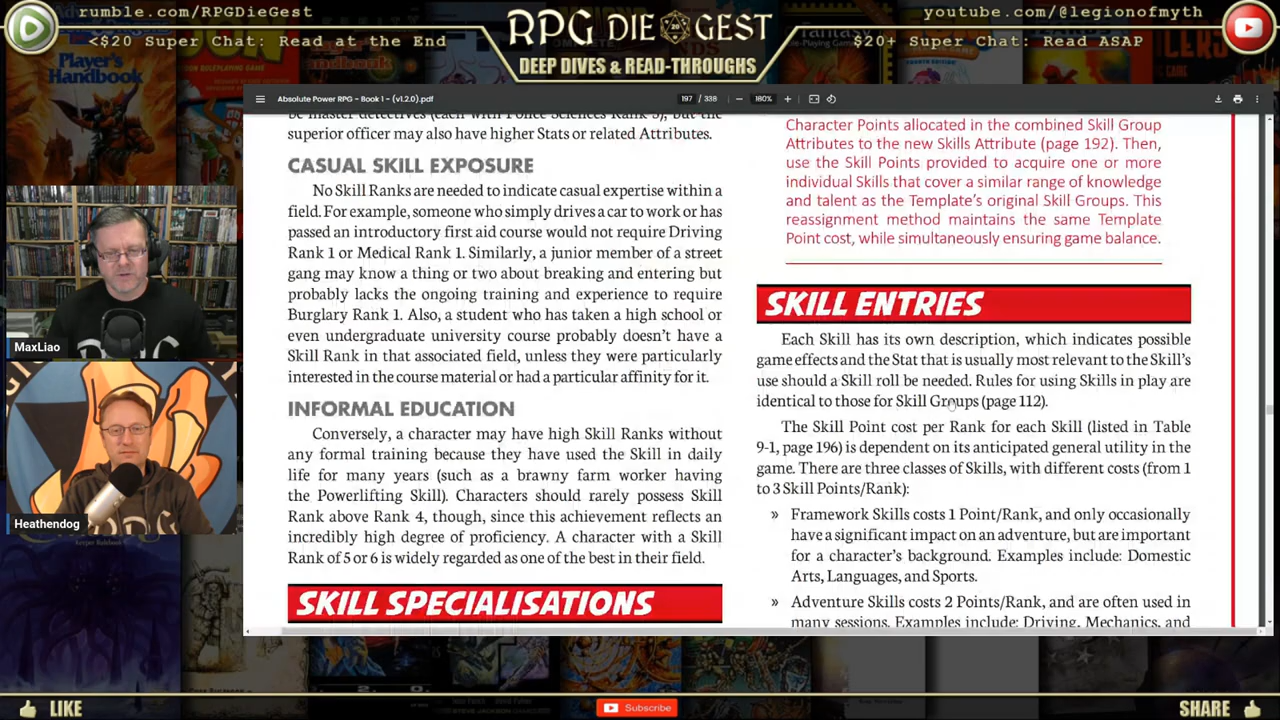 rumble.com/RPGDieGest
<$20 Super Chat: Read at the End
RPG DIE GEST
20
DEEP DIVES & READ-THROUGHS
youtube.com/@legionofmyth
$20+ Super Chat: Read ASAP
Player's
Handbook
Absolute Power RPG - Book 1 - (v1.2.0).pdf
197 / 338
180%
superior officer may also have higher Stats or related Attributes.
CASUAL SKILL EXPOSURE
No Skill Ranks are needed to indicate casual expertise within a
field. For example, someone who simply drives a car to work or has
passed an introductory first aid course would not require Driving
Rank 1 or Medical Rank 1. Similarly, a junior member of a street
gang may know a thing or two about breaking and entering but
probably lacks the ongoing training and experience to require
Burglary Rank 1. Also, a student who has taken a high school or
even undergraduate university course probably doesn't have a
Skill Rank in that associated field, unless they were particularly
interested in the course material or had a particular affinity for it.
INFORMAL EDUCATION
Conversely, a character may have high Skill Ranks without
any formal training because they have used the Skill in daily
life for many years (such as a brawny farm worker having
the Powerlifting Skill). Characters should rarely possess Skill
Rank above Rank 4, though, since this achievement reflects an
incredibly high degree of proficiency. A character with a Skill
Rank of 5 or 6 is widely regarded as one of the best in their field.
SKILL SPECIALISATIONS
Character Points allocated in the combined Skill Group
Attributes to the new Skills Attribute (page 192). Then,
use the Skill Points provided to acquire one or more
individual Skills that cover a similar range of knowledge
and talent as the Template's original Skill Groups. This
reassignment method maintains the same Template
Point cost, while simultaneously ensuring game balance.
SKILL ENTRIES
Each Skill has its own description, which indicates possible
game effects and the Stat that is usually most relevant to the Skill's
use should a Skill roll be needed. Rules for using Skills in play are
identical to those for Skill Groups (page 112).
The Skill Point cost per Rank for each Skill (listed in Table
9-1, page 196) is dependent on its anticipated general utility in the
game. There are three classes of Skills, with different costs (from 1
to 3 Skill Points/Rank):
» Framework Skills costs 1 Point/Rank, and only occasionally
have a significant impact on an adventure, but are important
for a character's background. Examples include: Domestic
Arts, Languages, and Sports.
» Adventure Skills costs 2 Points/Rank, and are often used in
many sessions. Examples include: Driving, Mechanics, and
MaxLiao
Heathendog
LIKE
Subscribe
SHARE